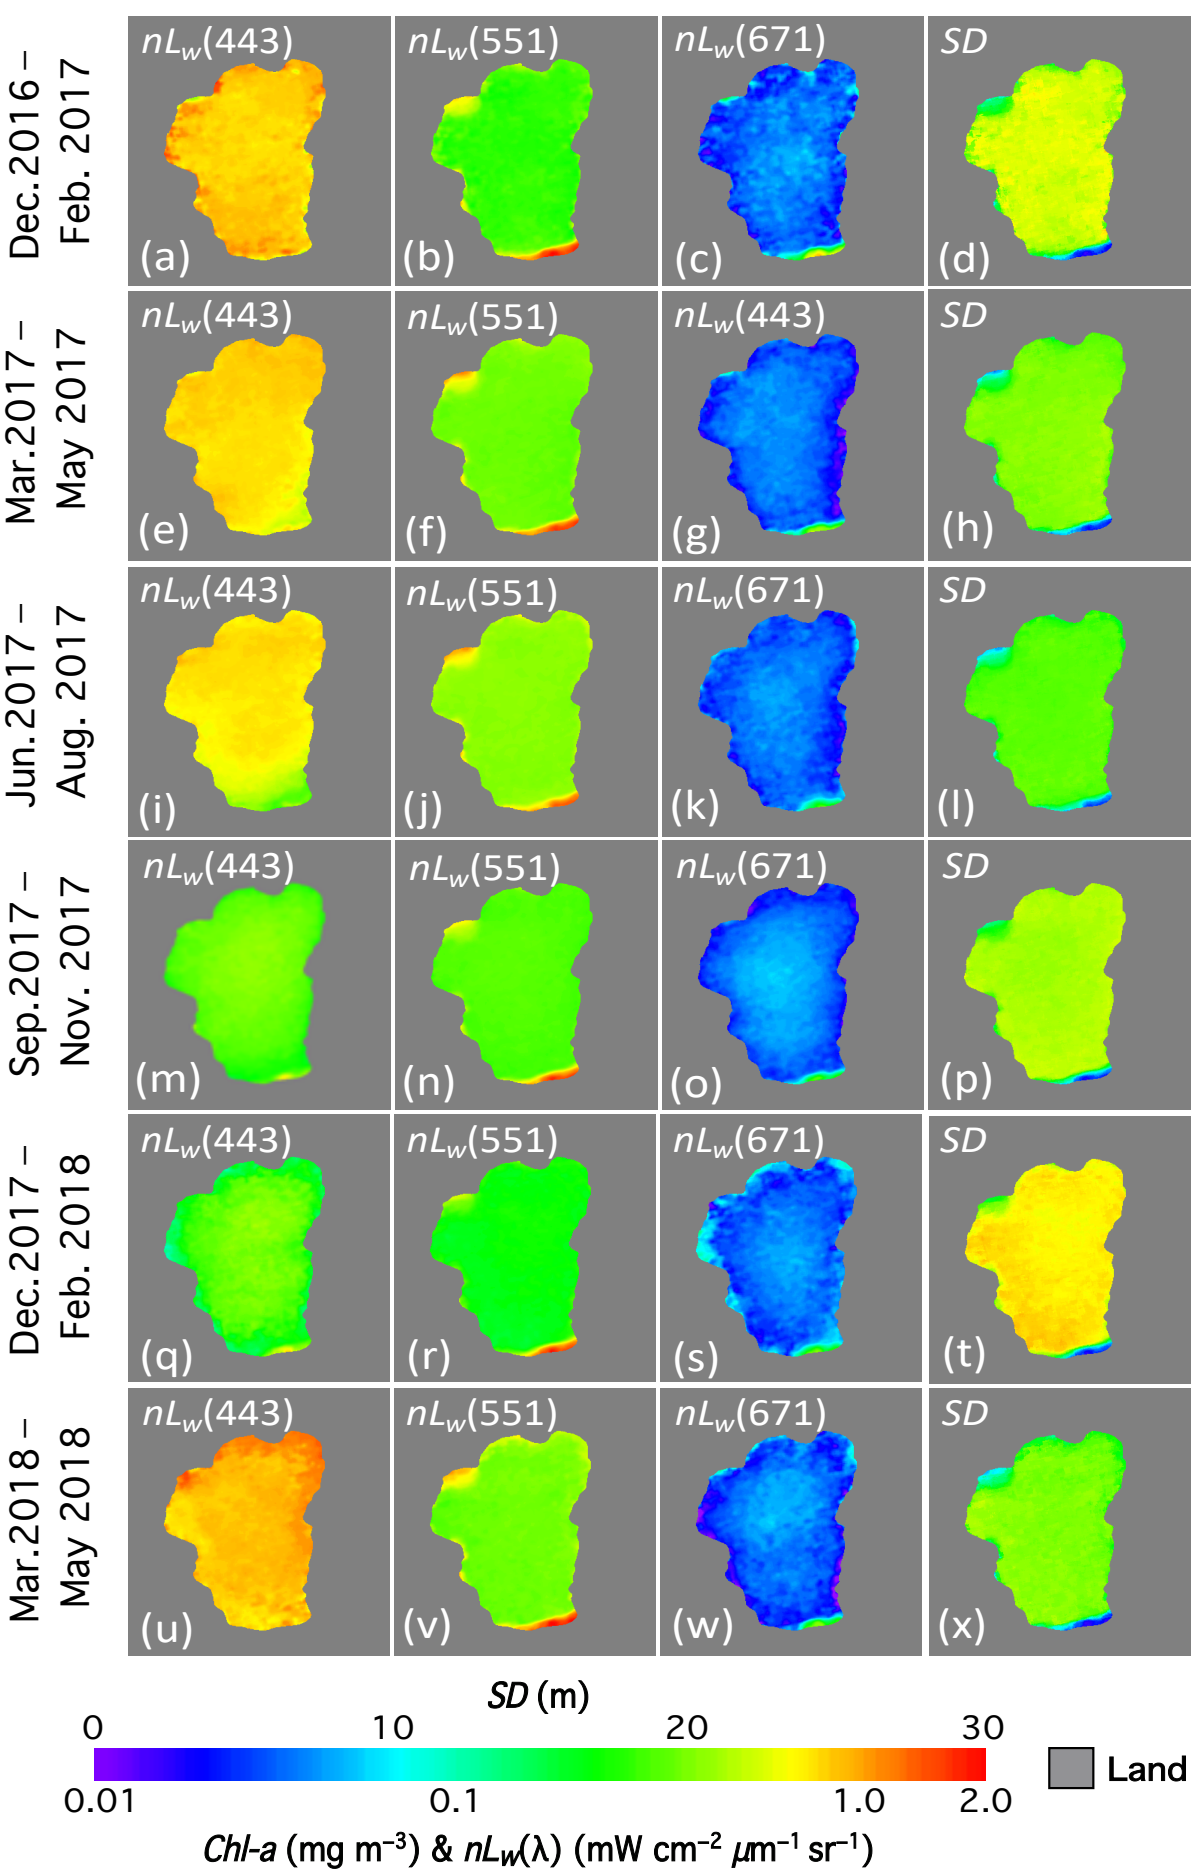 Dec.2016 –
Feb. 2017
nLw(443)
nLw(551)
nLw(671)
SD
(a)
(b)
(c)
(d)
Mar.2017 –
May 2017
nLw(443)
nLw(551)
nLw(443)
SD
(e)
(f)
(g)
(h)
Jun.2017 –
Aug. 2017
nLw(443)
nLw(551)
nLw(671)
SD
(i)
(j)
(k)
(l)
Sep.2017 –
Nov. 2017
nLw(443)
nLw(551)
nLw(671)
SD
(m)
(n)
(o)
(p)
Dec.2017 –
Feb. 2018
nLw(443)
nLw(551)
nLw(671)
SD
(q)
(r)
(s)
(t)
Mar.2018 –
May 2018
nLw(443)
nLw(551)
nLw(671)
SD
(u)
(v)
(w)
(x)
SD (m)
0 10 20 30
0.01 0.1 1.0 2.0
Land
Chl-a (mg m⁻³) & nLw(λ) (mW cm⁻² μm⁻¹ sr⁻¹)